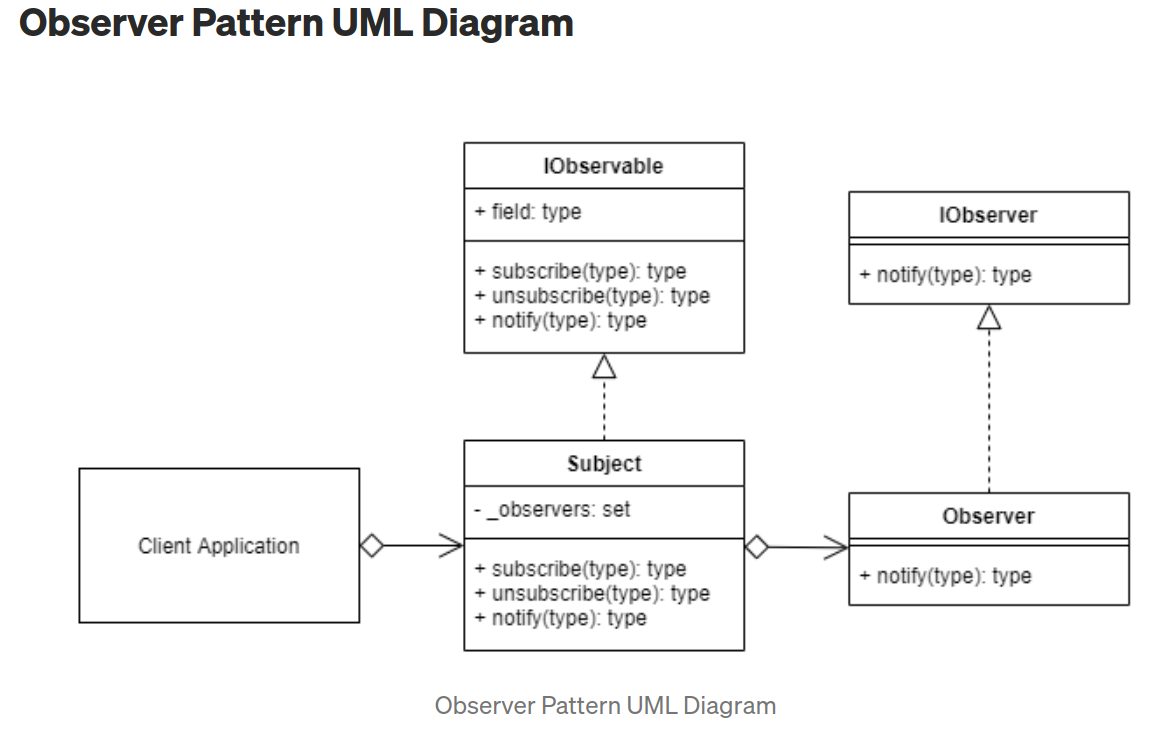 Observer Pattern UML Diagram
IObservable
+ field: type
+ subscribe(type): type
+ unsubscribe(type): type
+ notify(type): type
IObserver
+ notify(type): type
Client Application
Subject
- _observers: set
+ subscribe(type): type
+ unsubscribe(type): type
+ notify(type): type
Observer
+ notify(type): type
Observer Pattern UML Diagram